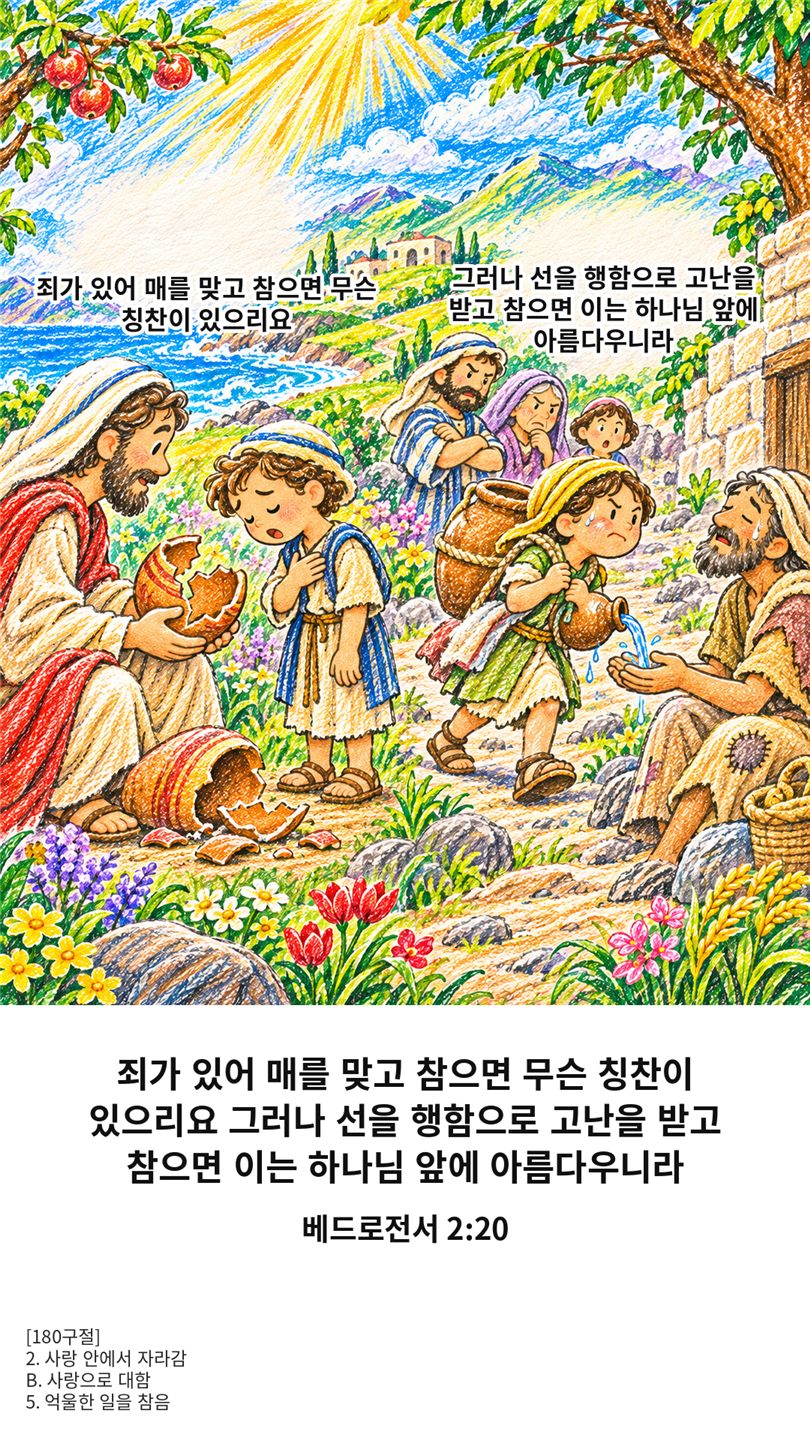 죄가 있어 매를 맞고 참으면 무슨
칭찬이 있으리요
그러나 선을 행함으로 고난을
받고 참으면 이는 하나님 앞에
아름다우니라
죄가 있어 매를 맞고 참으면 무슨 칭찬이
있으리요 그러나 선을 행함으로 고난을 받고
참으면 이는 하나님 앞에 아름다우니라
베드로전서 2:20
[180구절]
2. 사랑 안에서 자라감
B. 사랑으로 대함
5. 억울한 일을 참음